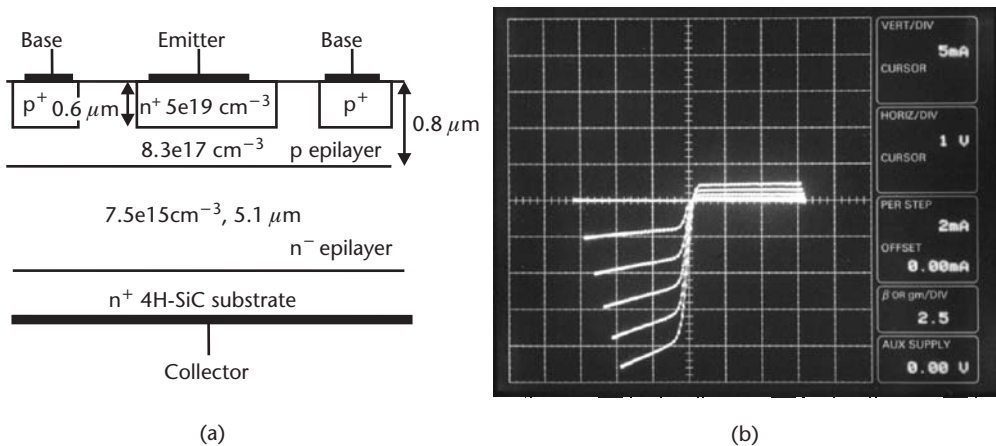 Base
Emitter
Base
p⁺
0.6 μm
n⁺ 5e19 cm⁻³
p⁺
0.8 μm
8.3e17 cm⁻³
p epilayer
7.5e15cm⁻³, 5.1 μm
n⁻ epilayer
n⁺ 4H-SiC substrate
Collector
(a)
VERT/DIV
5mA
CURSOR
HORIZ/DIV
1 V
CURSOR
PER STEP
2mA
OFFSET
0.00mA
β OR gm/DIV
2.5
AUX SUPPLY
0.00 V
(b)